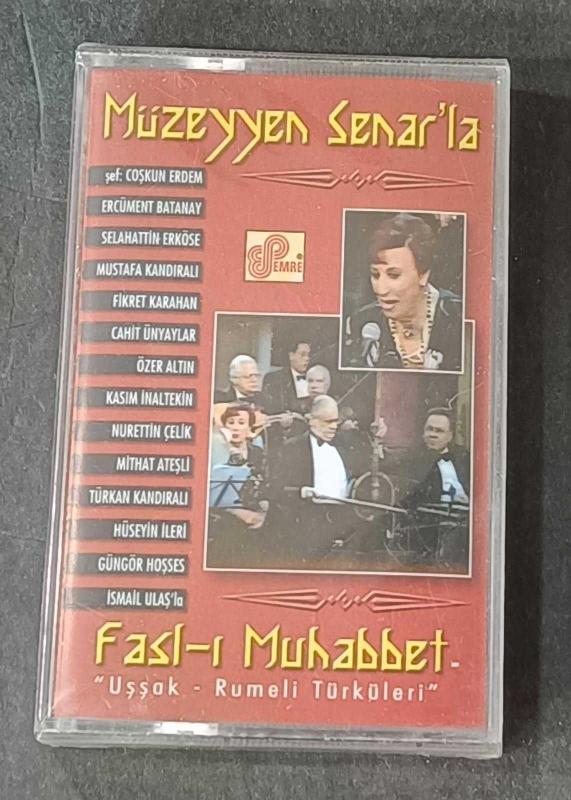 Müzeyyen Senar'la
şef: COŞKUN ERDEM
ERCÜMENT BATANAY
SELAHATTİN ERKÖSE
MUSTAFA KANDIRALI
FİKRET KARAHAN
CAHİT ÜNYAYLAR
ÖZER ALTIN
KASIM İNALTEKİN
NURETTİN ÇELİK
MİTHAT ATEŞLİ
TÜRKAN KANDIRALI
HÜSEYİN İLERİ
GÜNGÖR HOŞSES
İSMAİL ULAŞ'la
EMRE
Fasl-ı Muhabbet-
"Uşşak - Rumeli Türküleri"